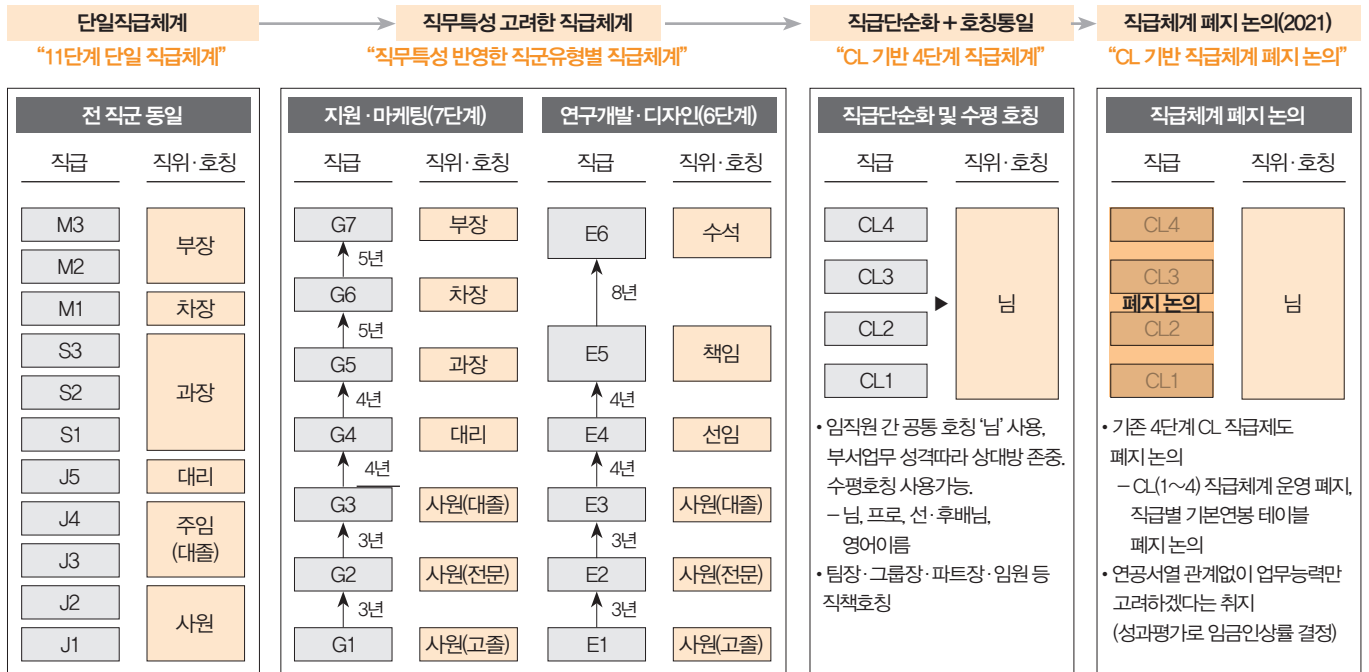 단일직급체계
직무특성 고려한 직급체계
직급단순화 + 호칭통일
직급체계 폐지 논의(2021)
“11단계 단일 직급체계”
“직무특성 반영한 직군유형별 직급체계”
“CL 기반 4단계 직급체계”
“CL 기반 직급체계 폐지 논의”
전 직군 동일
직급
직위·호칭
M3
M2
M1
S3
S2
S1
J5
J4
J3
J2
J1
부장
차장
과장
대리
주임
(대졸)
사원
지원·마케팅(7단계)
직급
직위·호칭
G7
5년
G6
5년
G5
4년
G4
4년
G3
3년
G2
3년
G1
부장
차장
과장
대리
사원(대졸)
사원(전문)
사원(고졸)
연구개발·디자인(6단계)
직급
직위·호칭
E6
8년
E5
4년
E4
4년
E3
3년
E2
3년
E1
수석
책임
선임
사원(대졸)
사원(전문)
사원(고졸)
직급단순화 및 수평 호칭
직급
직위·호칭
CL4
CL3
CL2
CL1
님
• 임직원 간 공통 호칭 ‘님’ 사용,
부서업무 성격따라 상대방 존중.
수평호칭 사용가능.
– 님, 프로, 선·후배님,
영어이름
• 팀장·그룹장·파트장·임원 등
직책호칭
직급체계 폐지 논의
직급
직위·호칭
CL4
CL3
폐지 논의
CL2
CL1
님
• 기존 4단계 CL 직급제도
폐지 논의
– CL(1~4) 직급체계 운영 폐지,
직급별 기본연봉 테이블
폐지 논의
• 연공서열 관계없이 업무능력만
고려하겠다는 취지
(성과평가로 임금인상률 결정)